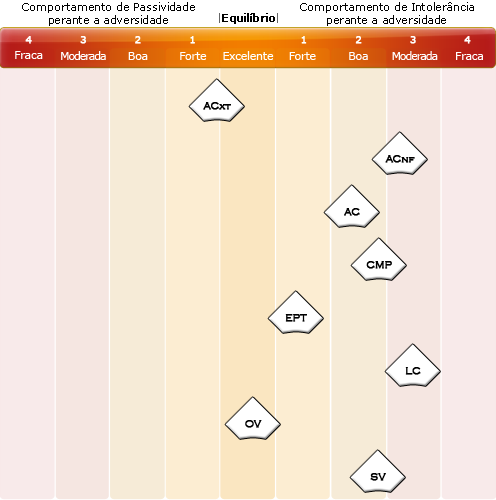 Comportamento de Passividade
perante a adversidade
|Equilíbrio|
Comportamento de Intolerância
perante a adversidade
4 3 2 1 1 2 3 4
Fraca Moderada Boa Forte Excelente Forte Boa Moderada Fraca
ACXT
ACNF
AC
CMP
EPT
LC
OV
SV